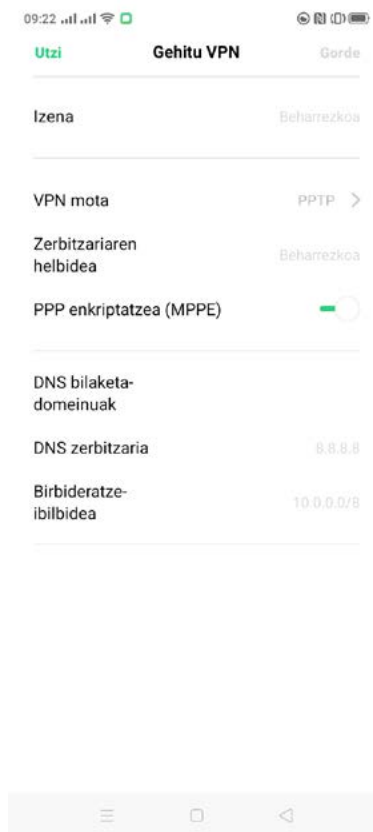 09:22
Utzi Gehitu VPN Gorde
Izena Beharrezkoa
VPN mota PPTP
Zerbitzariaren
helbidea Beharrezkoa
PPP enkriptatzea (MPPE)
DNS bilaketa-
domeinuak
DNS zerbitzaria 8.8.8.8
Birbideratze-
ibilbidea 10.0.0.0/8